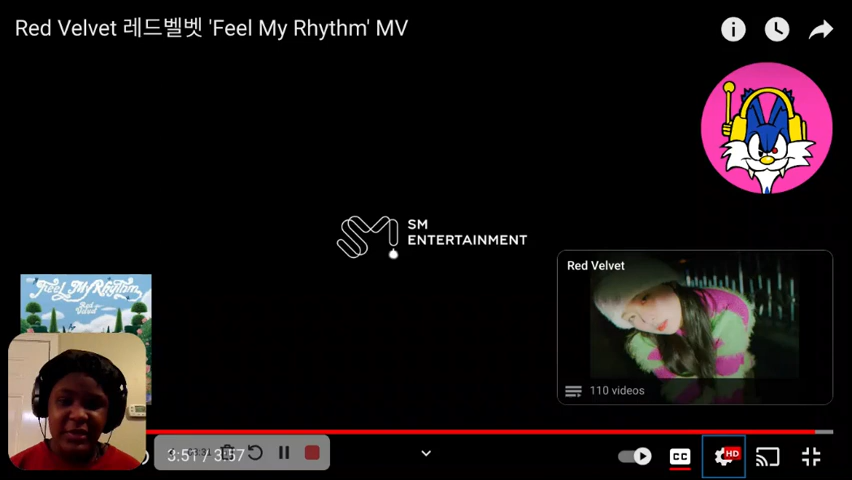 Red Velvet 레드벨벳 'Feel My Rhythm' MV
SM
ENTERTAINMENT
Red Velvet
110 videos
Feel My Rhythm
Red Velvet
3:51 / 3:57
CC
HD